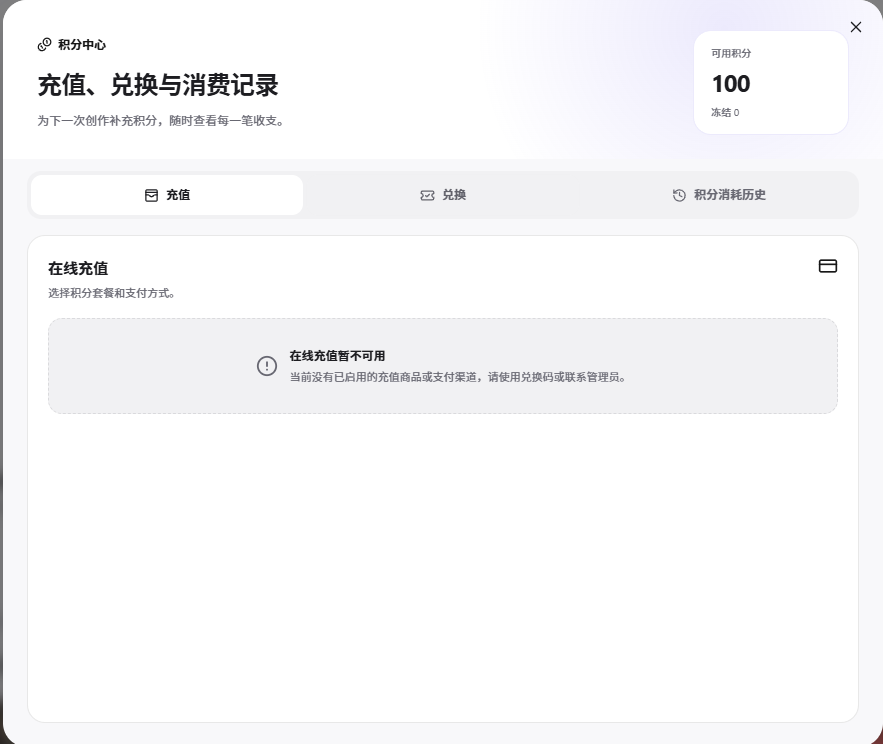 积分中心
充值、兑换与消费记录
为下一次创作补充积分，随时查看每一笔收支。
可用积分
100
冻结 0
充值
兑换
积分消耗历史
在线充值
选择积分套餐和支付方式。
在线充值暂不可用
当前没有已启用的充值商品或支付渠道，请使用兑换码或联系管理员。